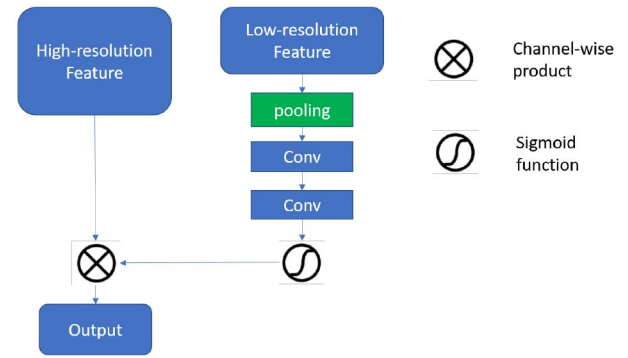 High-resolution
Feature
Low-resolution
Feature
Channel-wise
product
pooling
Conv
Sigmoid
function
Conv
Output